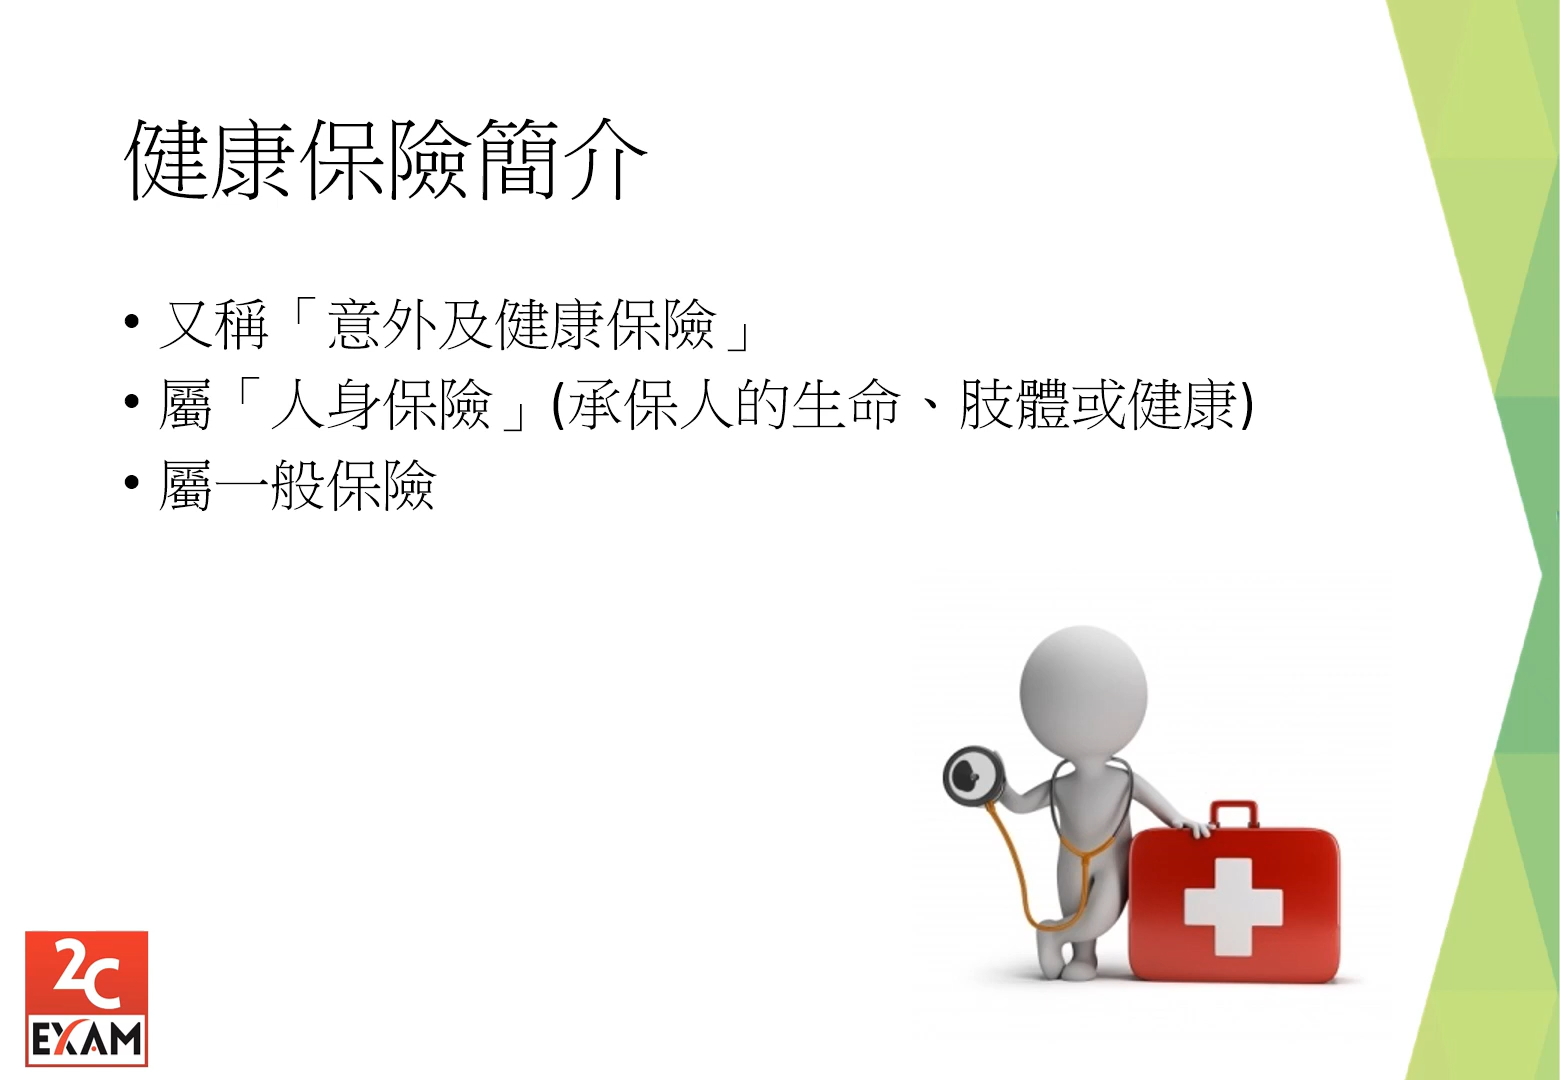 健康保險簡介
• 又稱「意外及健康保險」
• 屬「人身保險」(承保人的生命、肢體或健康)
• 屬一般保險
2C
EXAM